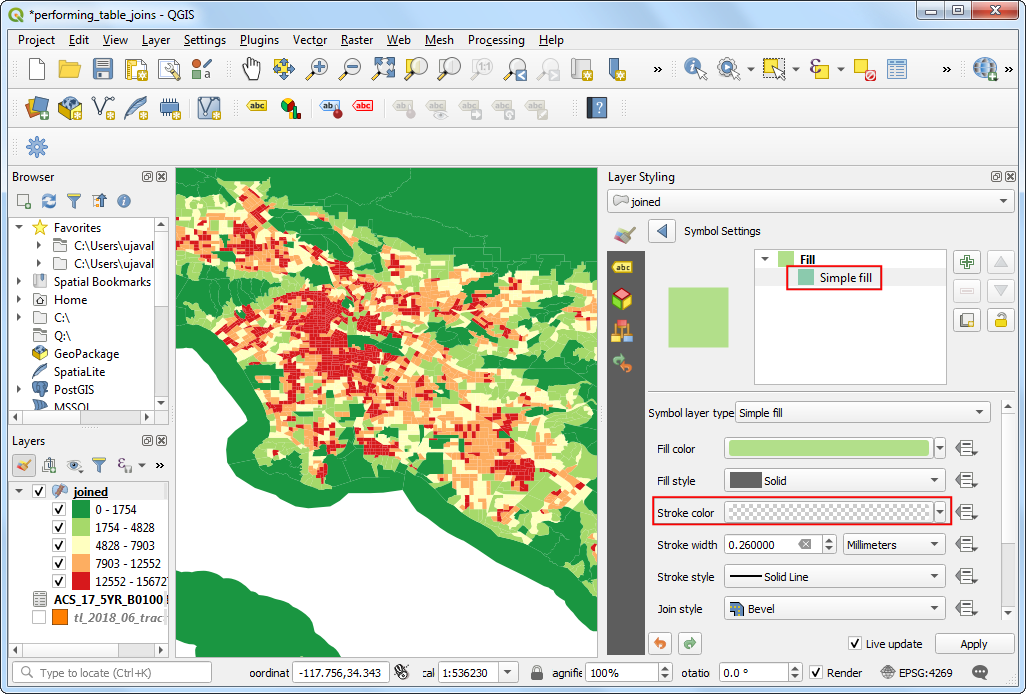 *performing_table_joins - QGIS
Project Edit View Layer Settings Plugins Vector Raster Web Mesh Processing Help
Browser
Favorites
C:\Users\ujaval
C:\Users\ujaval
Spatial Bookmarks
Home
C:\
Q:\
GeoPackage
SpatiaLite
PostGIS
MSSQL
Layers
joined
0 - 1754
1754 - 4828
4828 - 7903
7903 - 12552
12552 - 15672
ACS_17_5YR_B0100
tl_2018_06_trac
Layer Styling
joined
Symbol Settings
Fill
Simple fill
Symbol layer type Simple fill
Fill color
Fill style Solid
Stroke color
Stroke width 0.260000 Millimeters
Stroke style Solid Line
Join style Bevel
Live update Apply
Type to locate (Ctrl+K) oordinat -117.756,34.343 cal 1:536230 agnifie 100% otatio 0.0 ° Render EPSG:4269